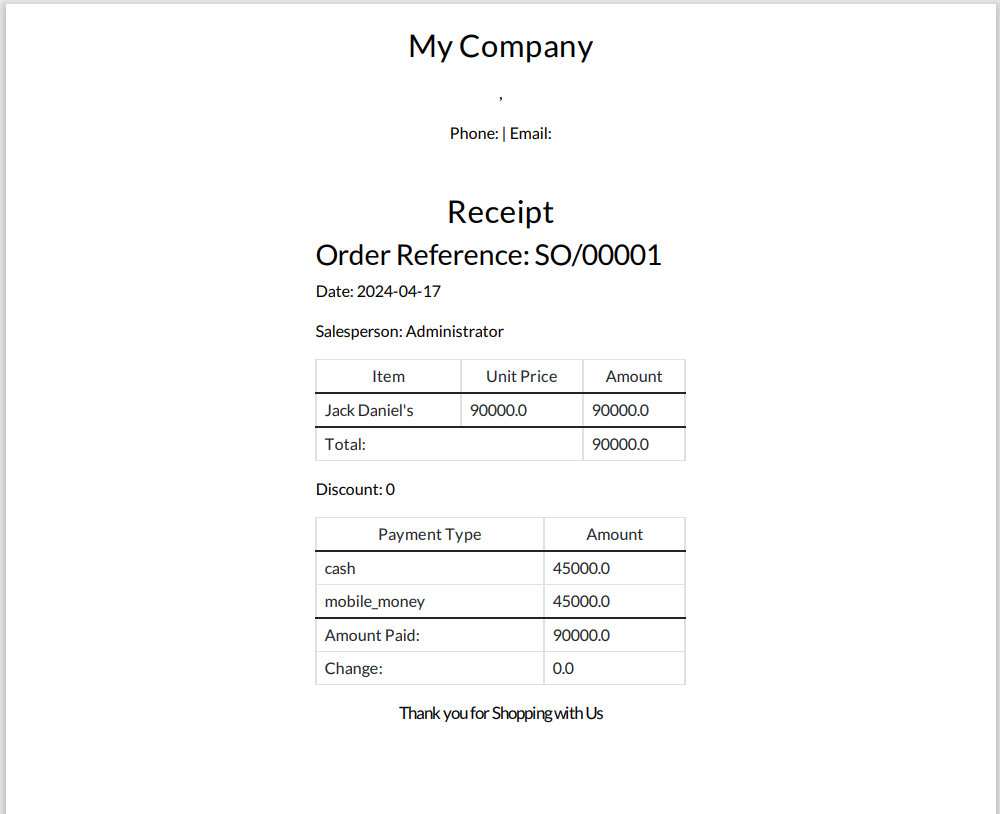 My Company
,
Phone: | Email:
Receipt
Order Reference: SO/00001
Date: 2024-04-17
Salesperson: Administrator
Item Unit Price Amount
Jack Daniel's 90000.0 90000.0
Total: 90000.0
Discount: 0
Payment Type Amount
cash 45000.0
mobile_money 45000.0
Amount Paid: 90000.0
Change: 0.0
Thank you for Shopping with Us